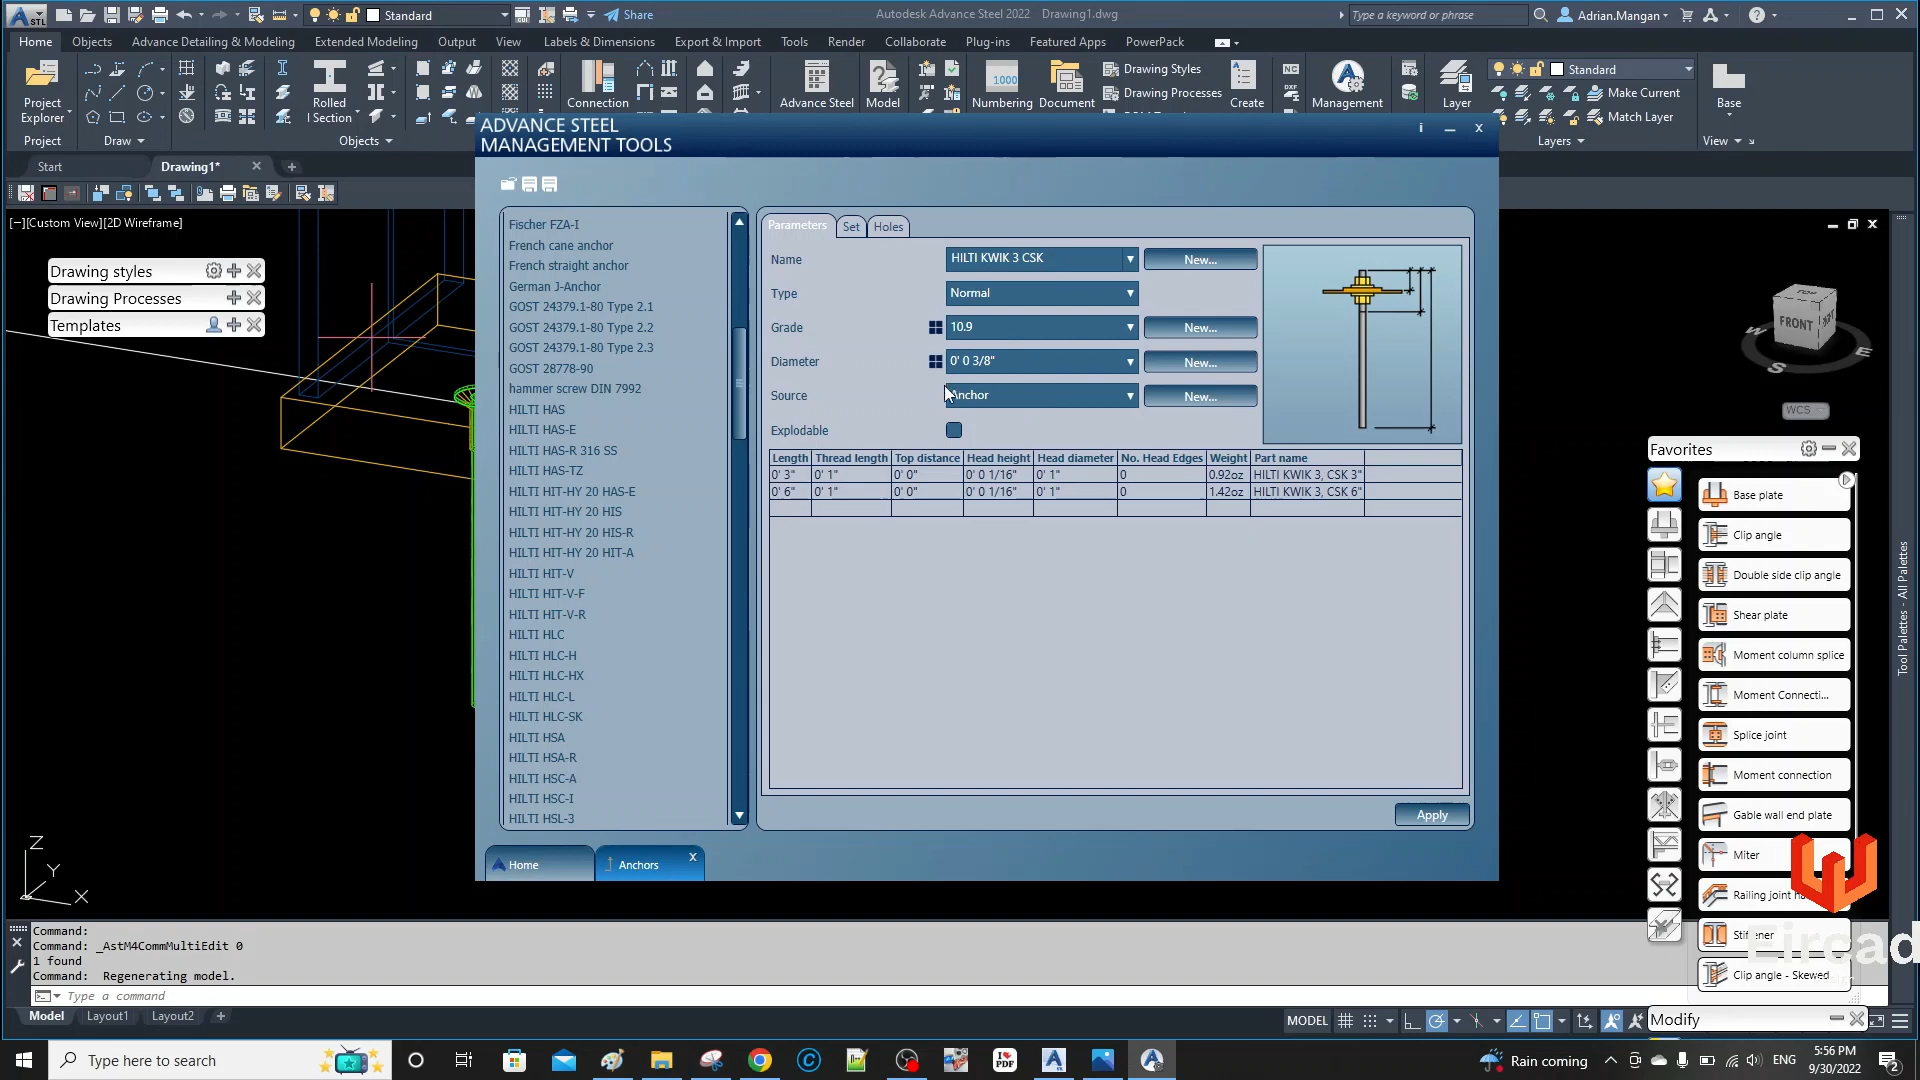 Standard
Share
Autodesk Advance Steel 2022 Drawing1.dwg
Type a keyword or phrase
Adrian.Mangan
Home Objects Advance Detailing & Modeling Extended Modeling Output View Labels & Dimensions Export & Import Tools Render Collaborate Plug-ins Featured Apps PowerPack
Project Explorer
Rolled I Section
Connection
Advance Steel
Model
Numbering
Document
Drawing Styles
Drawing Processes
Create
Management
Layer
Standard
Make Current
Match Layer
Base
Project
Draw
Objects
Layers
View
Start
Drawing1*
[−][Custom View][2D Wireframe]
Drawing styles
Drawing Processes
Templates
ADVANCE STEEL
MANAGEMENT TOOLS
Fischer FZA-I
French cane anchor
French straight anchor
German J-Anchor
GOST 24379.1-80 Type 2.1
GOST 24379.1-80 Type 2.2
GOST 24379.1-80 Type 2.3
GOST 28778-90
hammer screw DIN 7992
HILTI HAS
HILTI HAS-E
HILTI HAS-R 316 SS
HILTI HAS-TZ
HILTI HIT-HY 20 HAS-E
HILTI HIT-HY 20 HIS
HILTI HIT-HY 20 HIS-R
HILTI HIT-HY 20 HIT-A
HILTI HIT-V
HILTI HIT-V-F
HILTI HIT-V-R
HILTI HLC
HILTI HLC-H
HILTI HLC-HX
HILTI HLC-L
HILTI HLC-SK
HILTI HSA
HILTI HSA-R
HILTI HSC-A
HILTI HSC-I
HILTI HSL-3
Parameters Set Holes
Name HILTI KWIK 3 CSK New...
Type Normal
Grade 10.9 New...
Diameter 0' 0 3/8" New...
Source Anchor New...
Explodable
Length Thread length Top distance Head height Head diameter No. Head Edges Weight Part name
0' 3" 0' 1" 0' 0" 0' 0 1/16" 0' 1" 0 0.92oz HILTI KWIK 3, CSK 3"
0' 6" 0' 1" 0' 0" 0' 0 1/16" 0' 1" 0 1.42oz HILTI KWIK 3, CSK 6"
Apply
Home
Anchors
TOP
FRONT
W
S
E
WCS
Favorites
Base plate
Clip angle
Double side clip angle
Shear plate
Moment column splice
Moment Connecti...
Splice joint
Moment connection
Gable wall end plate
Miter
Railing joint
Stiffener
Clip angle - Skewed
Eircad
Tool Palettes - All Palettes
Z
Y
X
Command:
Command: _AstM4CommMultiEdit 0
1 found
Command: Regenerating model.
Type a command
Model Layout1 Layout2
MODEL
Modify
Type here to search
Rain coming
ENG
5:56 PM
9/30/2022